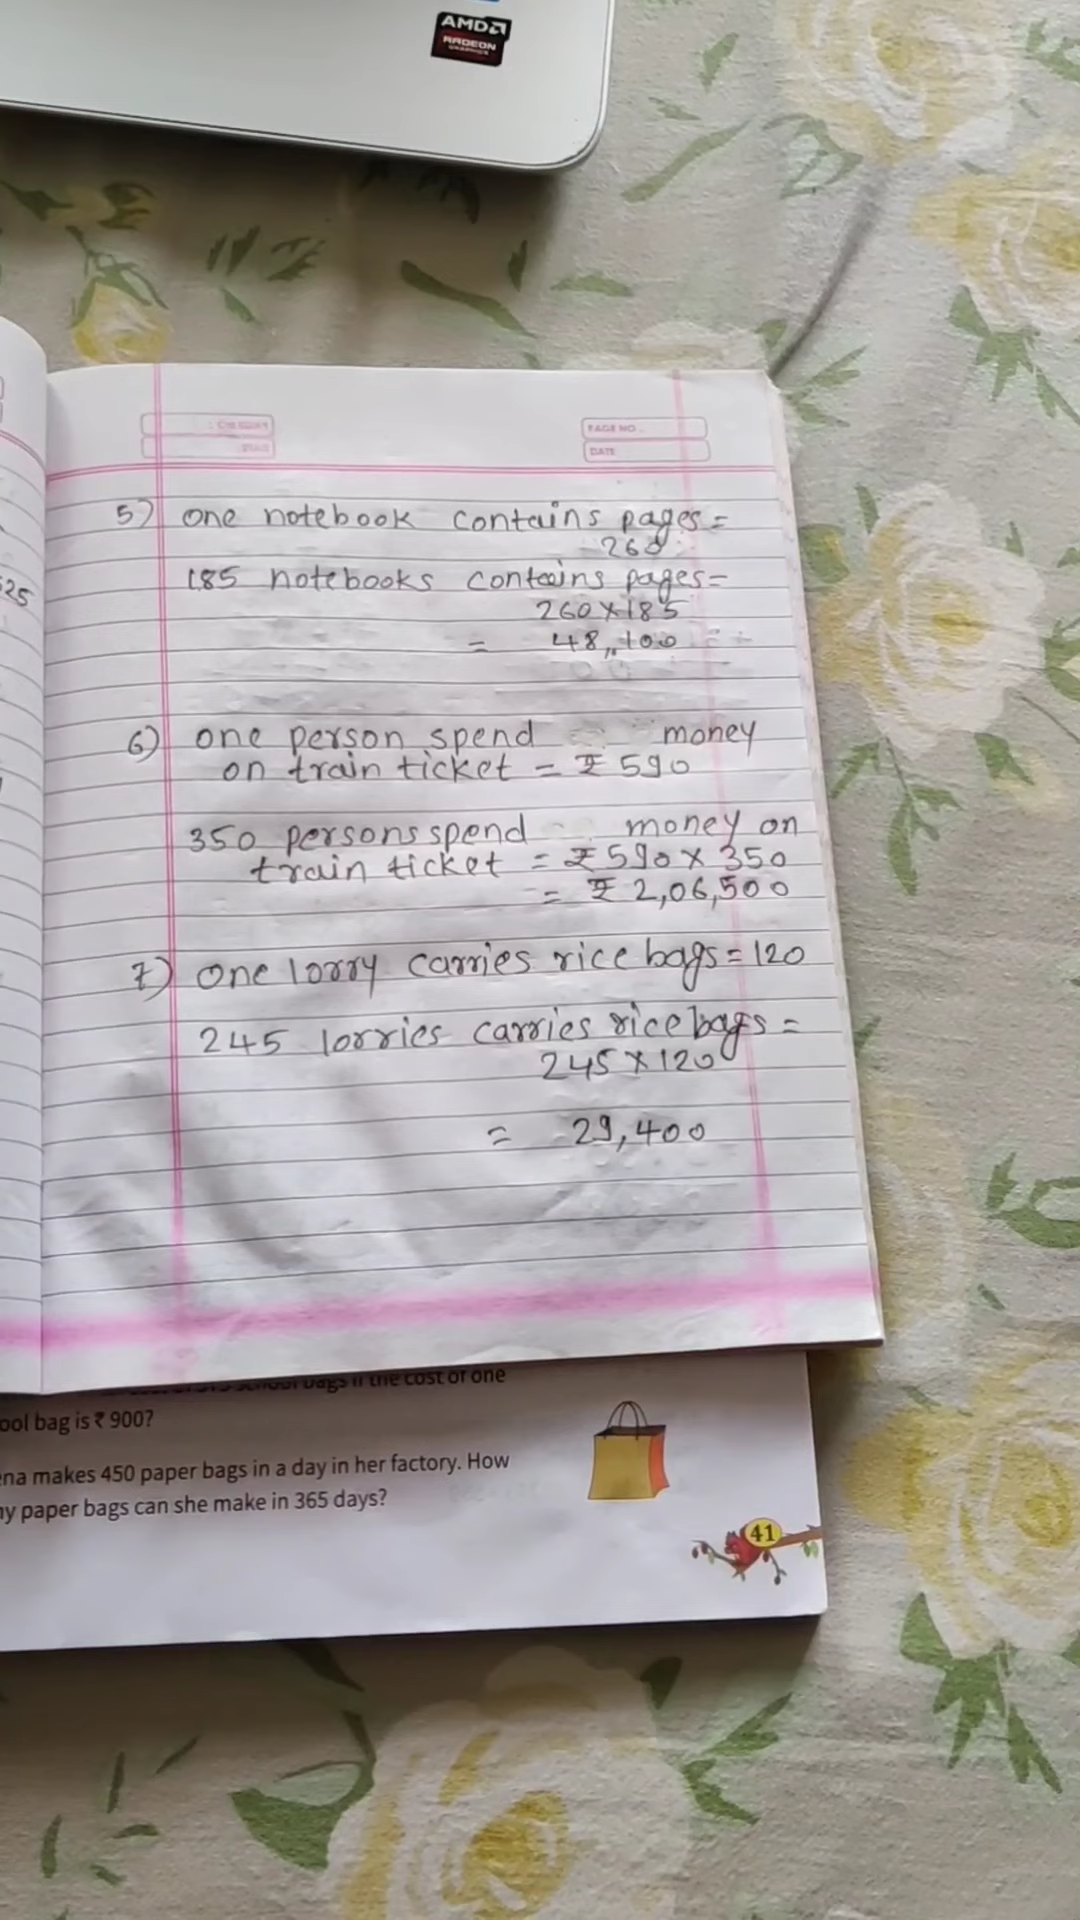 AMD
RADEON
GRAPHICS
PAGE NO.
DATE
5) one notebook contains pages =
260
185 notebooks contains pages=
260×185
= 48,100
625
6) one person spend money
on train ticket = ₹590
350 persons spend money on
train ticket = ₹590× 350
= ₹ 2,06,500
7) One lorry carries rice bags = 120
245 lorries carries rice bags =
245×120
= 29,400
school bags if the cost of one
ool bag is ₹ 900?
na makes 450 paper bags in a day in her factory. How
y paper bags can she make in 365 days?
41